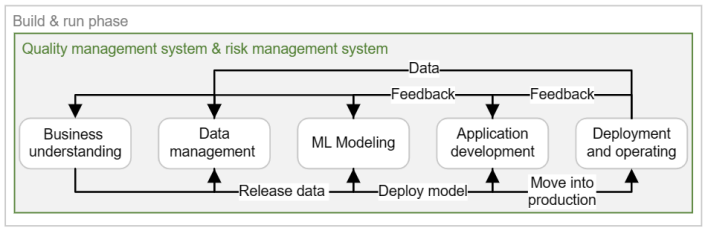 Build & run phase
Quality management system & risk management system
Data
Feedback
Feedback
Business
understanding
Data
management
ML Modeling
Application
development
Deployment
and operating
Release data
Deploy model
Move into
production